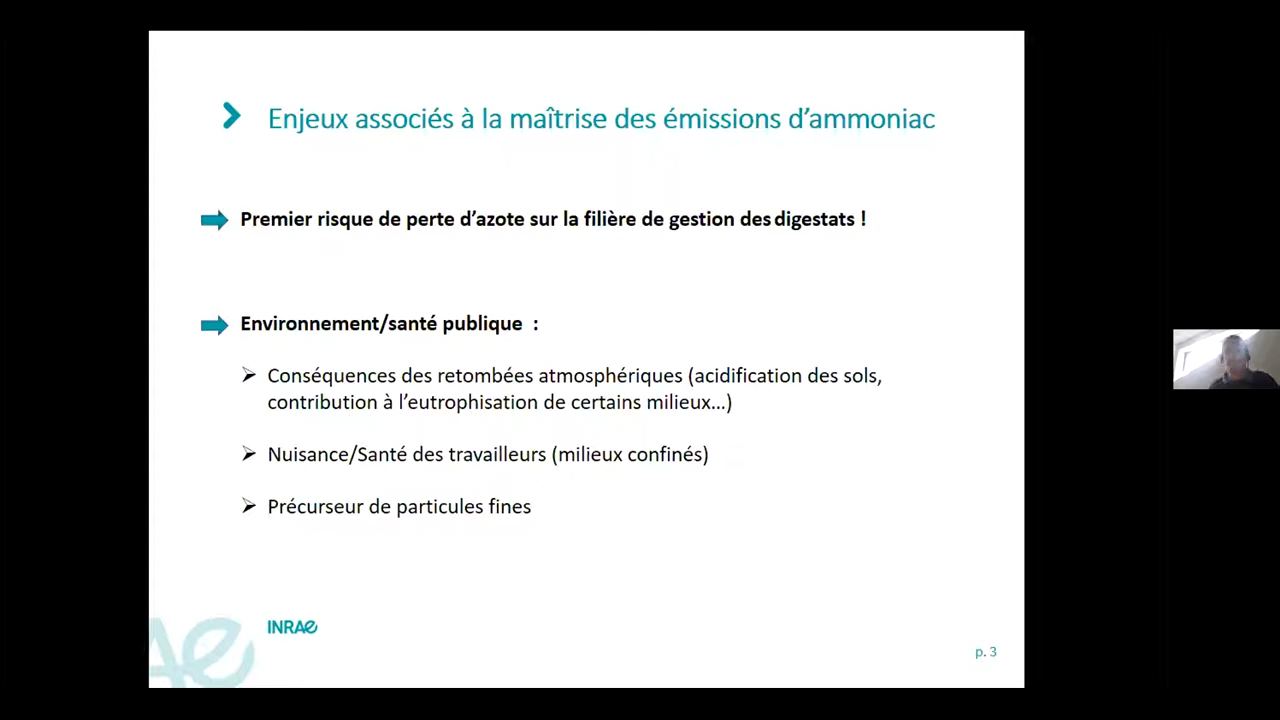 Enjeux associés à la maîtrise des émissions d’ammoniac
Premier risque de perte d’azote sur la filière de gestion des digestats !
Environnement/santé publique  :
Conséquences des retombées atmosphériques (acidification des sols,
contribution à l’eutrophisation de certains milieux…)
Nuisance/Santé des travailleurs (milieux confinés)
Précurseur de particules fines
INRAE
p. 3